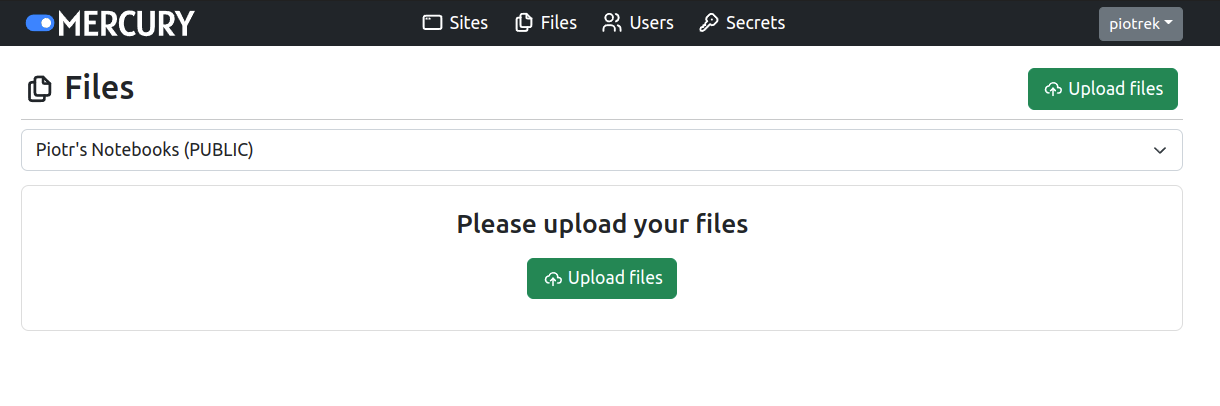 MERCURY Sites Files Users Secrets piotrek
Files Upload files
Piotr's Notebooks (PUBLIC)
Please upload your files
Upload files